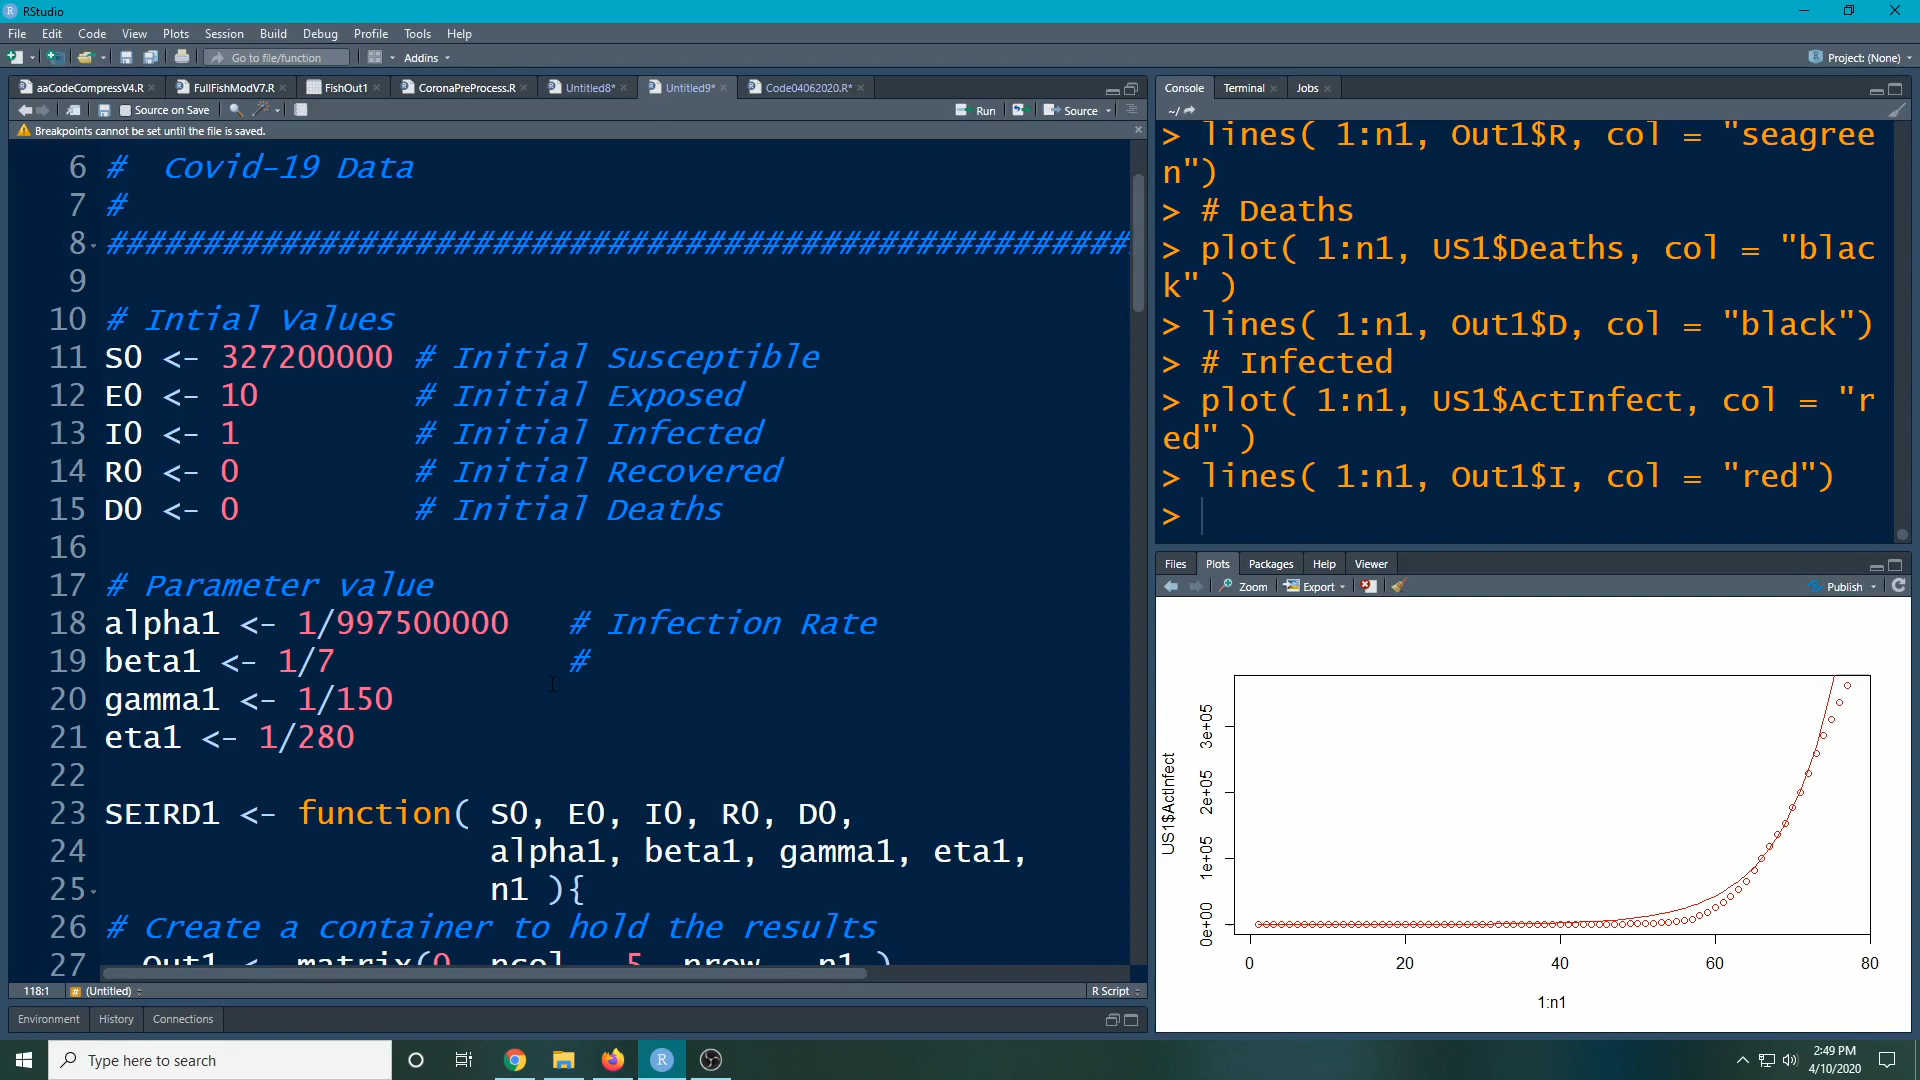 RStudio
File Edit Code View Plots Session Build Debug Profile Tools Help
Go to file/function Addins Project: (None)
aaCodeCompressV4.R FullFishModV7.R FishOut1 CoronaPreProcess.R Untitled8* Untitled9* Code04062020.R*
Source on Save Run Source
Breakpoints cannot be set until the file is saved.
6 #  Covid-19 Data
7 #
8 #####################################################
9
10 # Intial Values
11 S0 <- 327200000 # Initial Susceptible
12 E0 <- 10 # Initial Exposed
13 I0 <- 1 # Initial Infected
14 R0 <- 0 # Initial Recovered
15 D0 <- 0 # Initial Deaths
16
17 # Parameter value
18 alpha1 <- 1/997500000 # Infection Rate
19 beta1 <- 1/7 #
20 gamma1 <- 1/150
21 eta1 <- 1/280
22
23 SEIRD1 <- function( S0, E0, I0, R0, D0,
24 alpha1, beta1, gamma1, eta1,
25 n1 ){
26 # Create a container to hold the results
27 Out1 <- matrix(0, ncol = 5, nrow = n1 )
118:1 (Untitled) R Script
Environment History Connections
Console Terminal Jobs
~/
> lines( 1:n1, Out1$R, col = "seagree
n")
> # Deaths
> plot( 1:n1, US1$Deaths, col = "blac
k" )
> lines( 1:n1, Out1$D, col = "black")
> # Infected
> plot( 1:n1, US1$ActInfect, col = "r
ed" )
> lines( 1:n1, Out1$I, col = "red")
>
Files Plots Packages Help Viewer
Zoom Export Publish
US1$ActInfect
3e+05
2e+05
1e+05
0e+00
0 20 40 60 80
1:n1
Type here to search
2:49 PM
4/10/2020